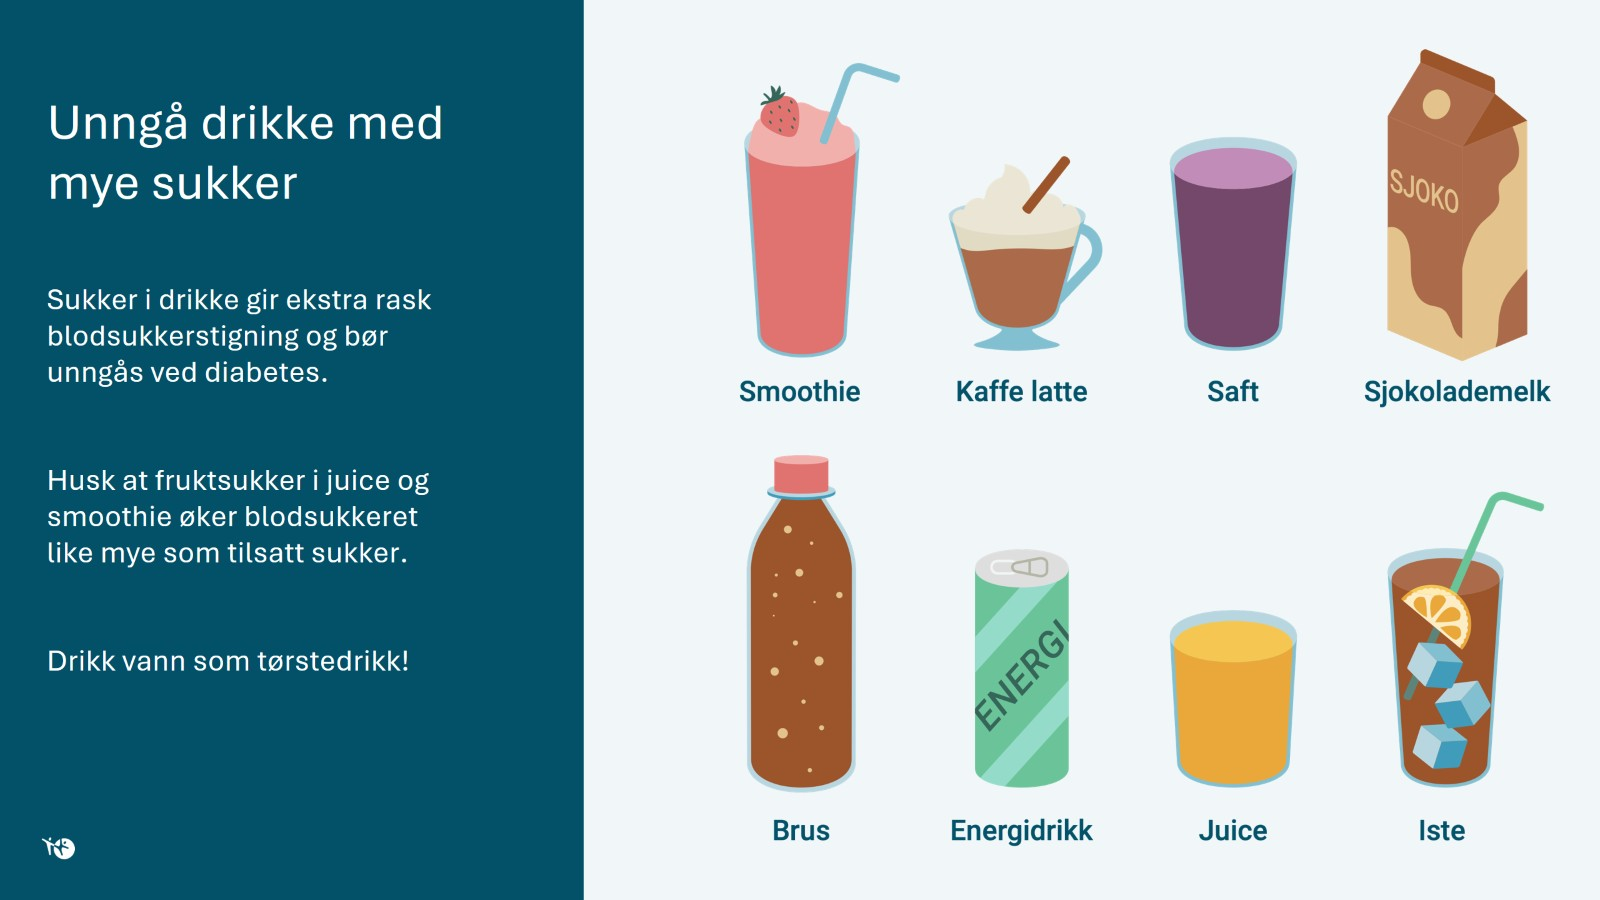 Unngå drikke med
mye sukker
Sukker i drikke gir ekstra rask
blodsukkerstigning og bør
unngås ved diabetes.
Husk at fruktsukker i juice og
smoothie øker blodsukkeret
like mye som tilsatt sukker.
Drikk vann som tørstedrikk!
SJOKO
Smoothie
Kaffe latte
Saft
Sjokolademelk
ENERGI
Brus
Energidrikk
Juice
Iste